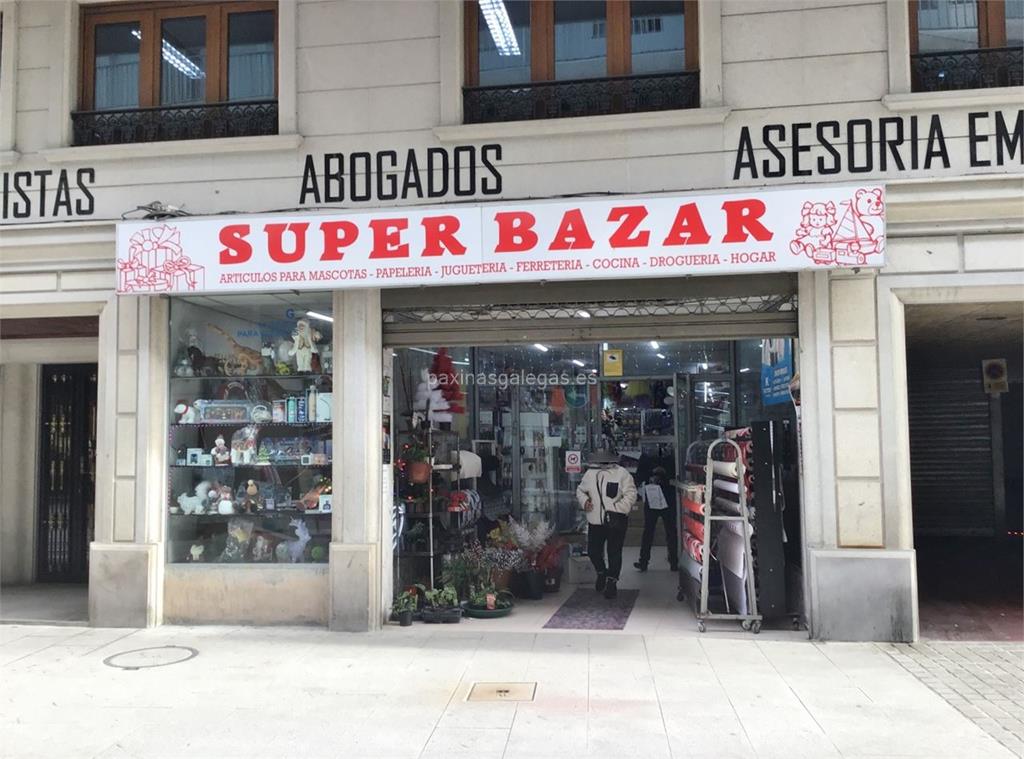 ISTAS
ABOGADOS
ASESORIA EM
SUPER BAZAR
ARTICULOS PARA MASCOTAS - PAPELERIA - JUGUETERIA - FERRETERIA - COCINA - DROGUERIA - HOGAR
paxinasgalegas.es